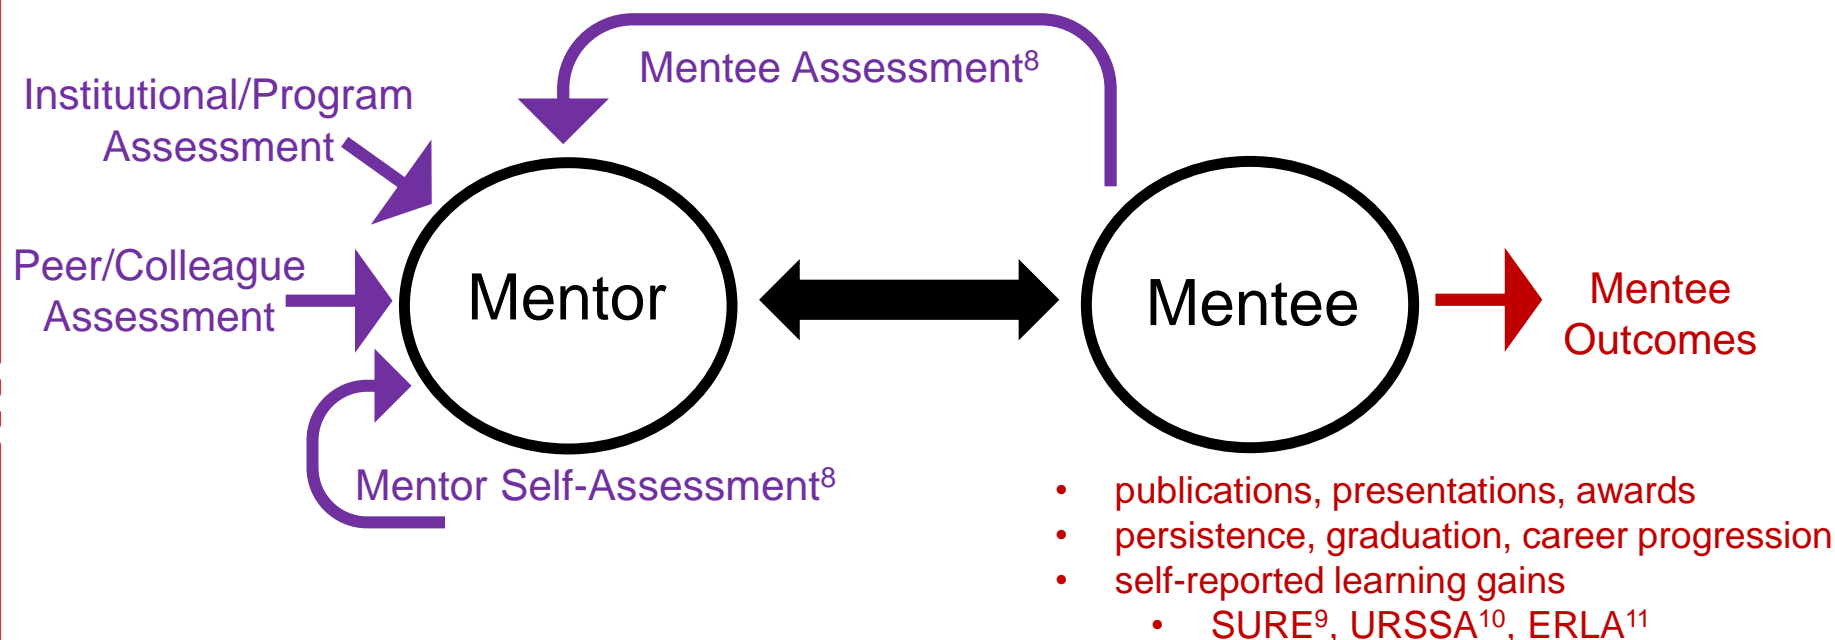 Mentee Assessment⁸
Institutional/Program
Assessment
Peer/Colleague
Assessment
Mentor
Mentee
Mentee
Outcomes
Mentor Self-Assessment⁸
• publications, presentations, awards
• persistence, graduation, career progression
• self-reported learning gains
• SURE⁹, URSSA¹⁰, ERLA¹¹